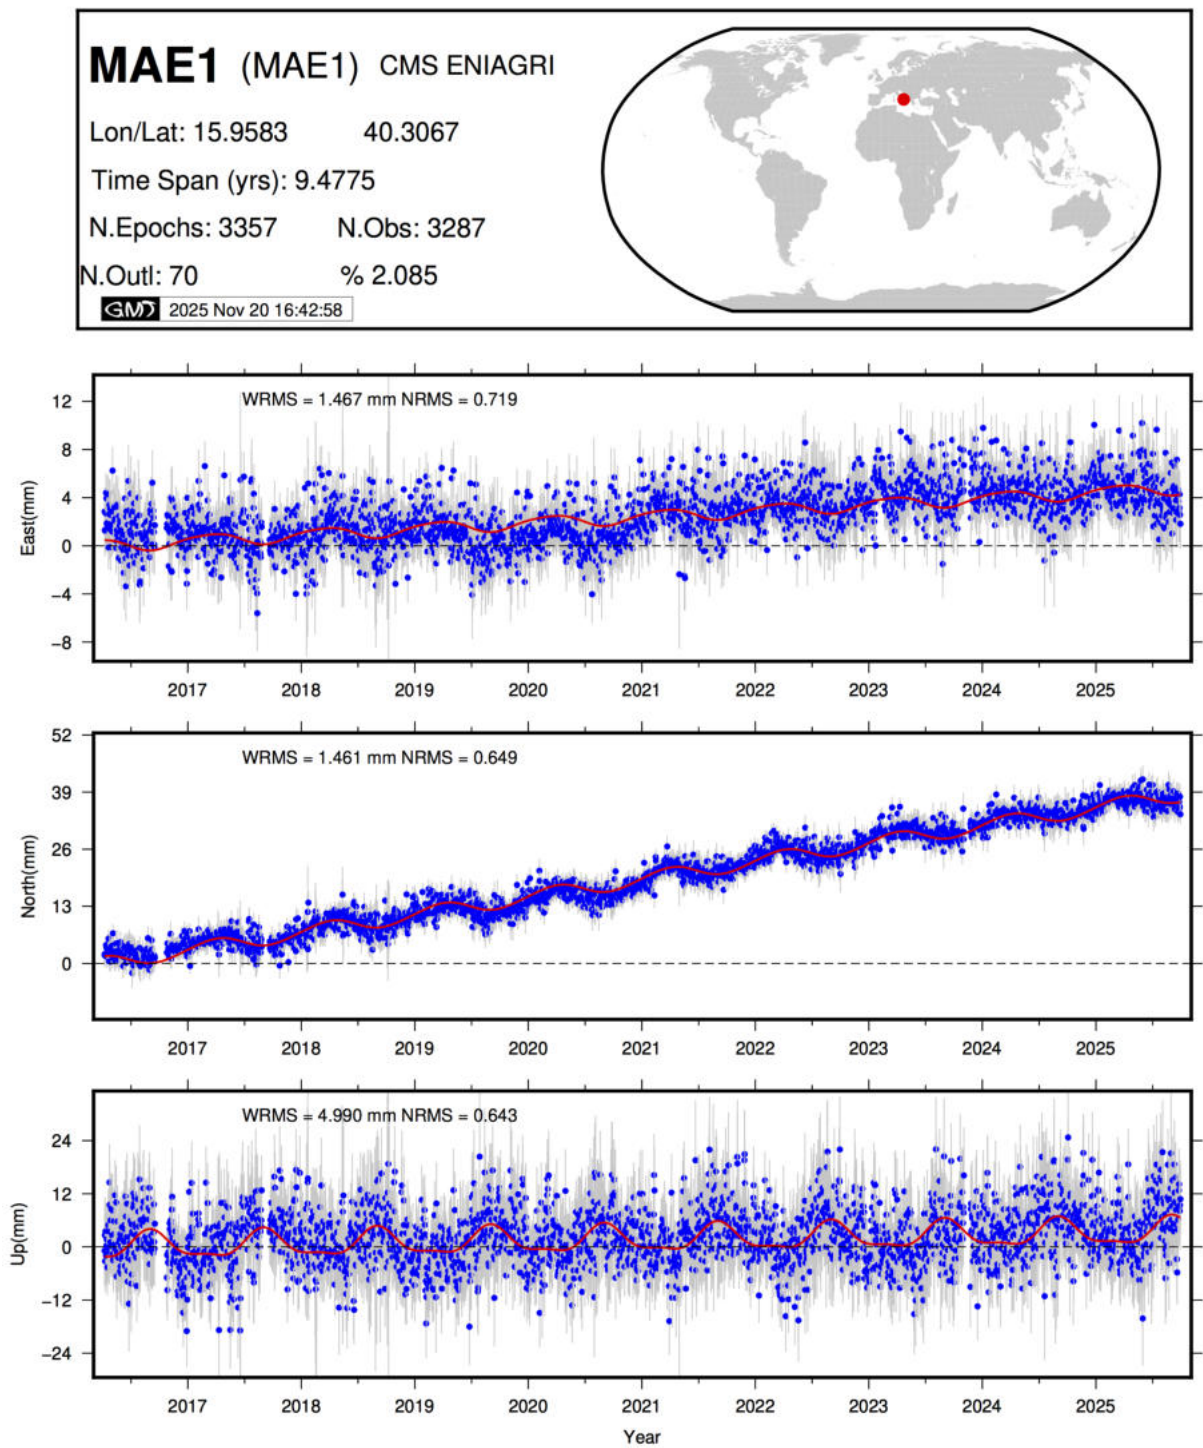 MAE1 (MAE1) CMS ENIAGRI
Lon/Lat: 15.9583 40.3067
Time Span (yrs): 9.4775
N.Epochs: 3357 N.Obs: 3287
N.Outl: 70 % 2.085
GMT 2025 Nov 20 16:42:58
WRMS = 1.467 mm NRMS = 0.719
12
8
4
0
−4
−8
East(mm)
2017 2018 2019 2020 2021 2022 2023 2024 2025
WRMS = 1.461 mm NRMS = 0.649
52
39
26
13
0
North(mm)
2017 2018 2019 2020 2021 2022 2023 2024 2025
WRMS = 4.990 mm NRMS = 0.643
24
12
0
−12
−24
Up(mm)
2017 2018 2019 2020 2021 2022 2023 2024 2025
Year